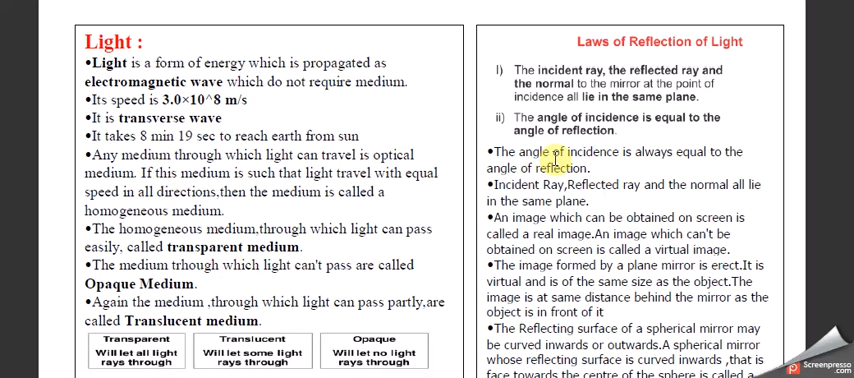 Light :
•Light is a form of energy which is propagated as
electromagnetic wave which do not require medium.
•Its speed is 3.0×10^8 m/s
•It is transverse wave
•It takes 8 min 19 sec to reach earth from sun
•Any medium through which light can travel is optical
medium. If this medium is such that light travel with equal
speed in all directions,then the medium is called a
homogeneous medium.
•The homogeneous medium,through which light can pass
easily, called transparent medium.
•The medium trhough which light can't pass are called
Opaque Medium.
•Again the medium ,through which light can pass partly,are
called Translucent medium.
Transparent
Will let all light
rays through
Translucent
Will let some light
rays through
Opaque
Will let no light
rays through
Laws of Reflection of Light
I) The incident ray, the reflected ray and
the normal to the mirror at the point of
incidence all lie in the same plane.
ii) The angle of incidence is equal to the
angle of reflection.
•The angle of incidence is always equal to the
angle of reflection.
•Incident Ray,Reflected ray and the normal all lie
in the same plane.
•An image which can be obtained on screen is
called a real image.An image which can't be
obtained on screen is called a virtual image.
•The image formed by a plane mirror is erect.It is
virtual and is of the same size as the object.The
image is at same distance behind the mirror as the
object is in front of it
•The Reflecting surface of a spherical mirror may
be curved inwards or outwards.A spherical mirror
whose reflecting surface is curved inwards ,that is
face towards the centre of the sphere is called a
Screenpresso
screenpresso.com